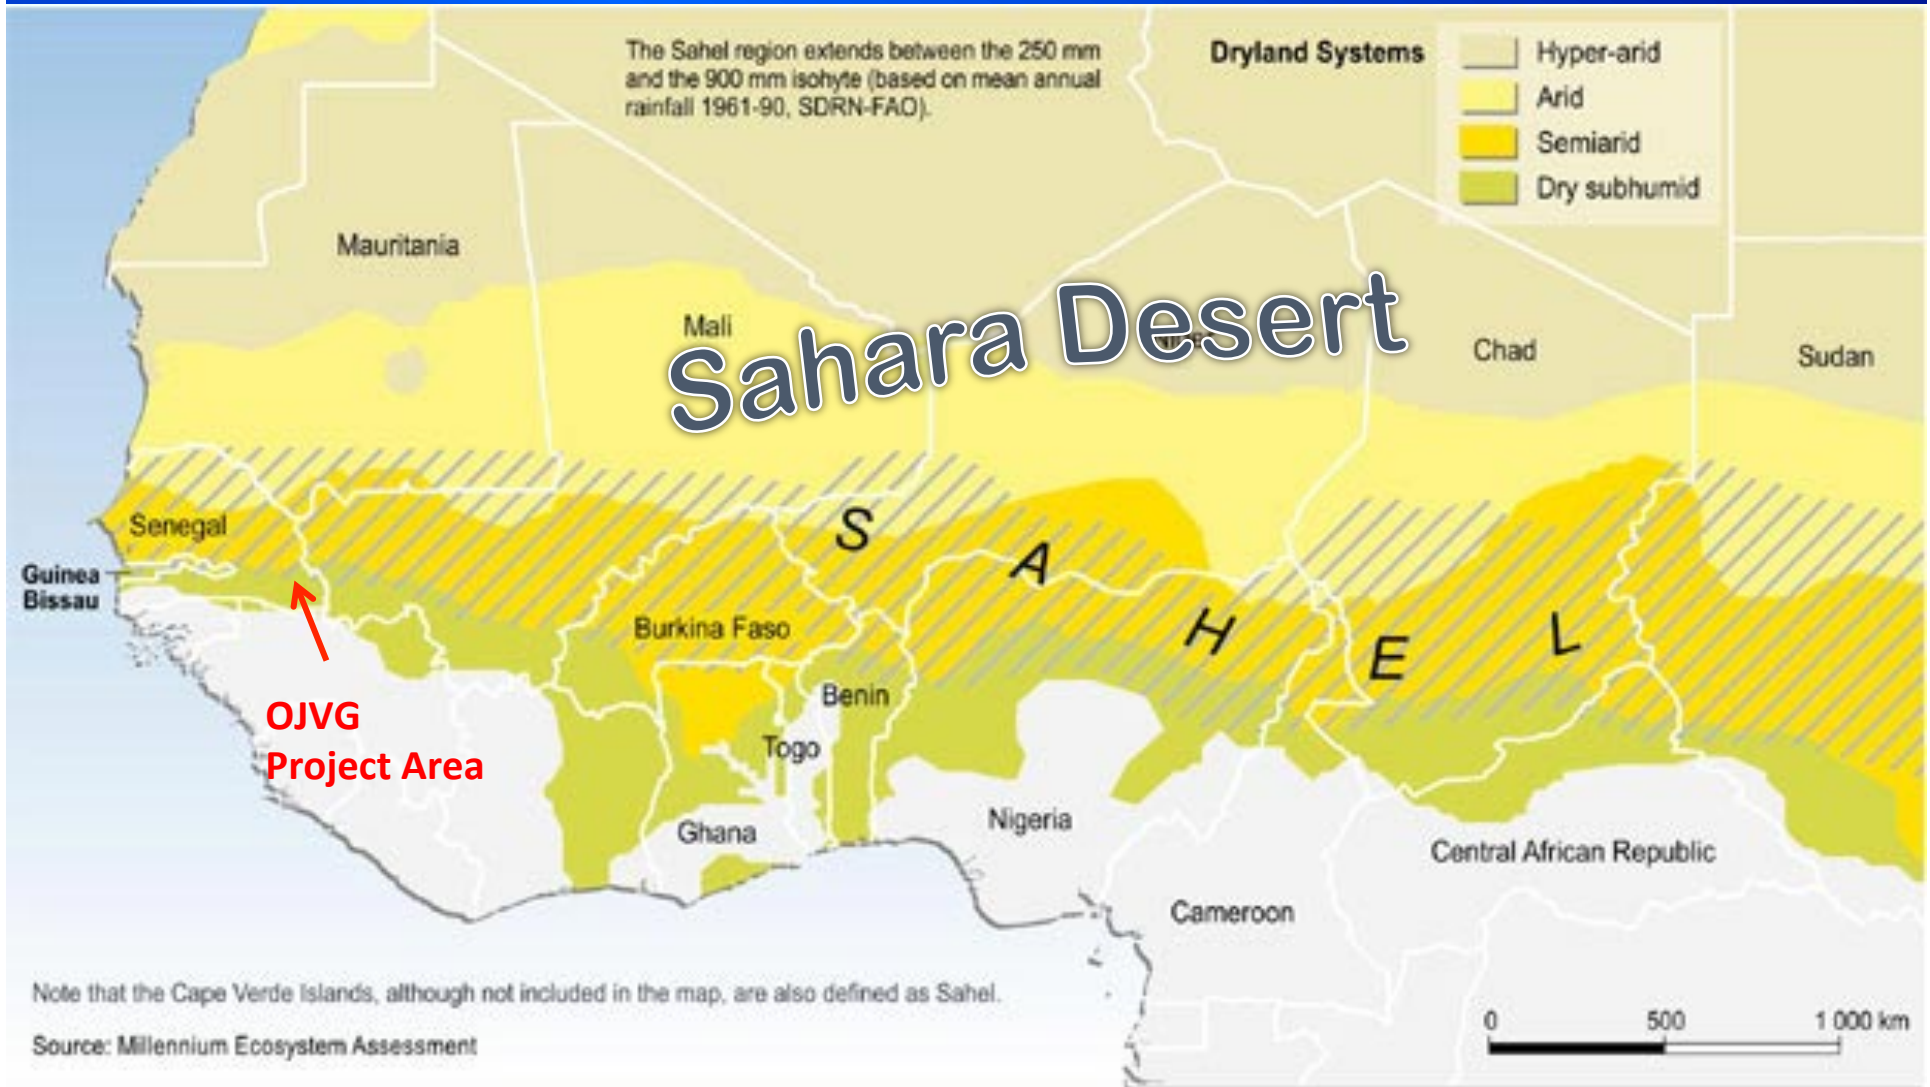 The Sahel region extends between the 250 mm
and the 900 mm isohyte (based on mean annual
rainfall 1961-90, SDRN-FAO).
Dryland Systems
Hyper-arid
Arid
Semiarid
Dry subhumid
Mauritania
Mali
Sahara Desert
Chad
Sudan
Senegal
SAHEL
Guinea
Bissau
Burkina Faso
Benin
OJVG
Project Area
Togo
Ghana
Nigeria
Central African Republic
Cameroon
Note that the Cape Verde Islands, although not included in the map, are also defined as Sahel.
Source: Millennium Ecosystem Assessment
0 500 1 000 km